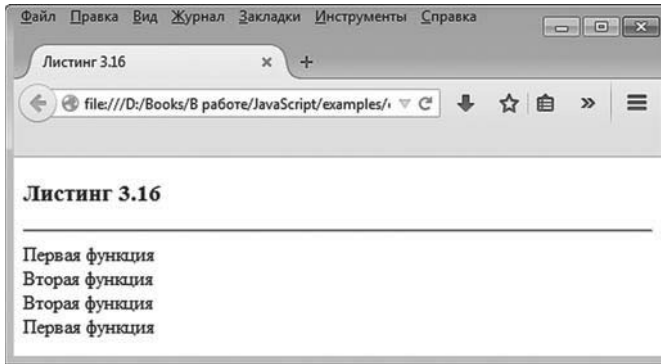 Файл Правка Вид Журнал Закладки Инструменты Справка
Листинг 3.16
file:///D:/Books/В работе/JavaScript/examples/
Листинг 3.16
Первая функция
Вторая функция
Вторая функция
Первая функция